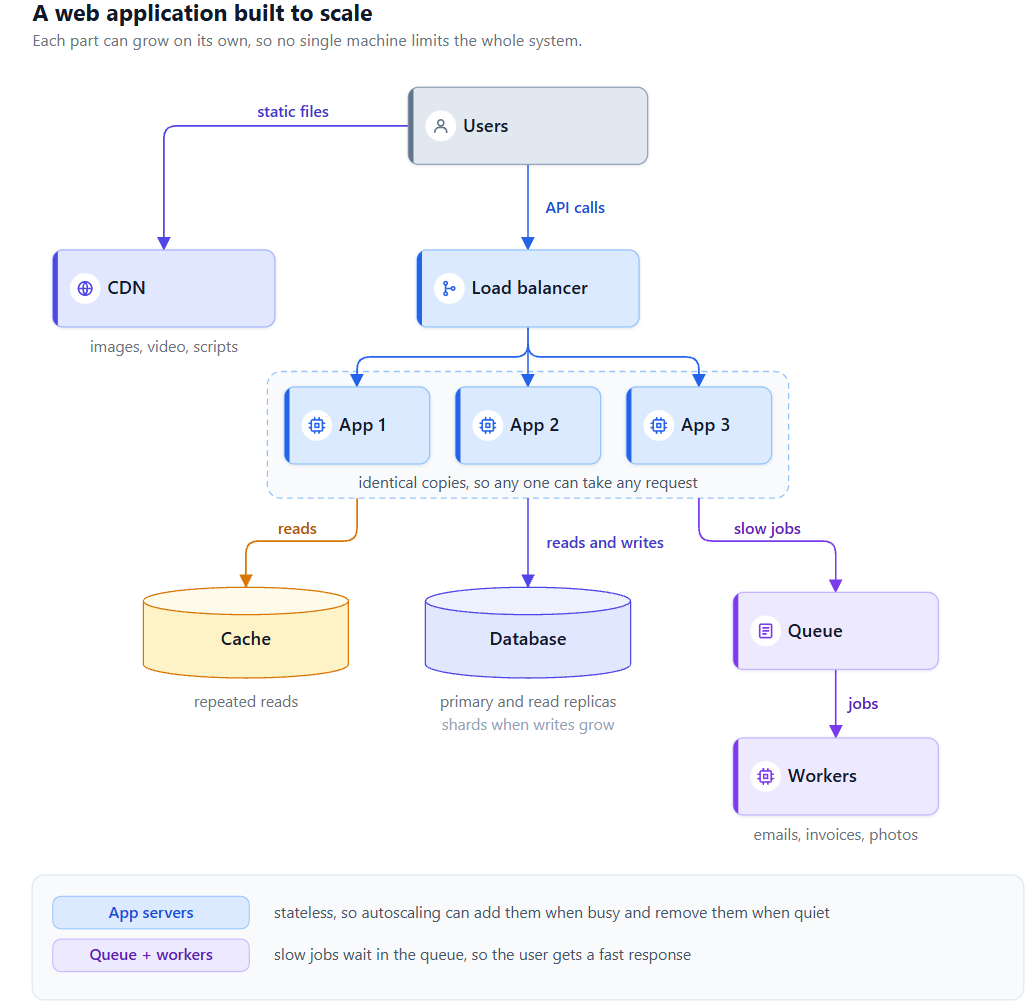 A web application built to scale
Each part can grow on its own, so no single machine limits the whole system.
static files
Users
API calls
CDN
Load balancer
images, video, scripts
App 1
App 2
App 3
identical copies, so any one can take any request
reads
reads and writes
slow jobs
Cache
Database
Queue
repeated reads
primary and read replicas
shards when writes grow
jobs
Workers
emails, invoices, photos
App servers
stateless, so autoscaling can add them when busy and remove them when quiet
Queue + workers
slow jobs wait in the queue, so the user gets a fast response